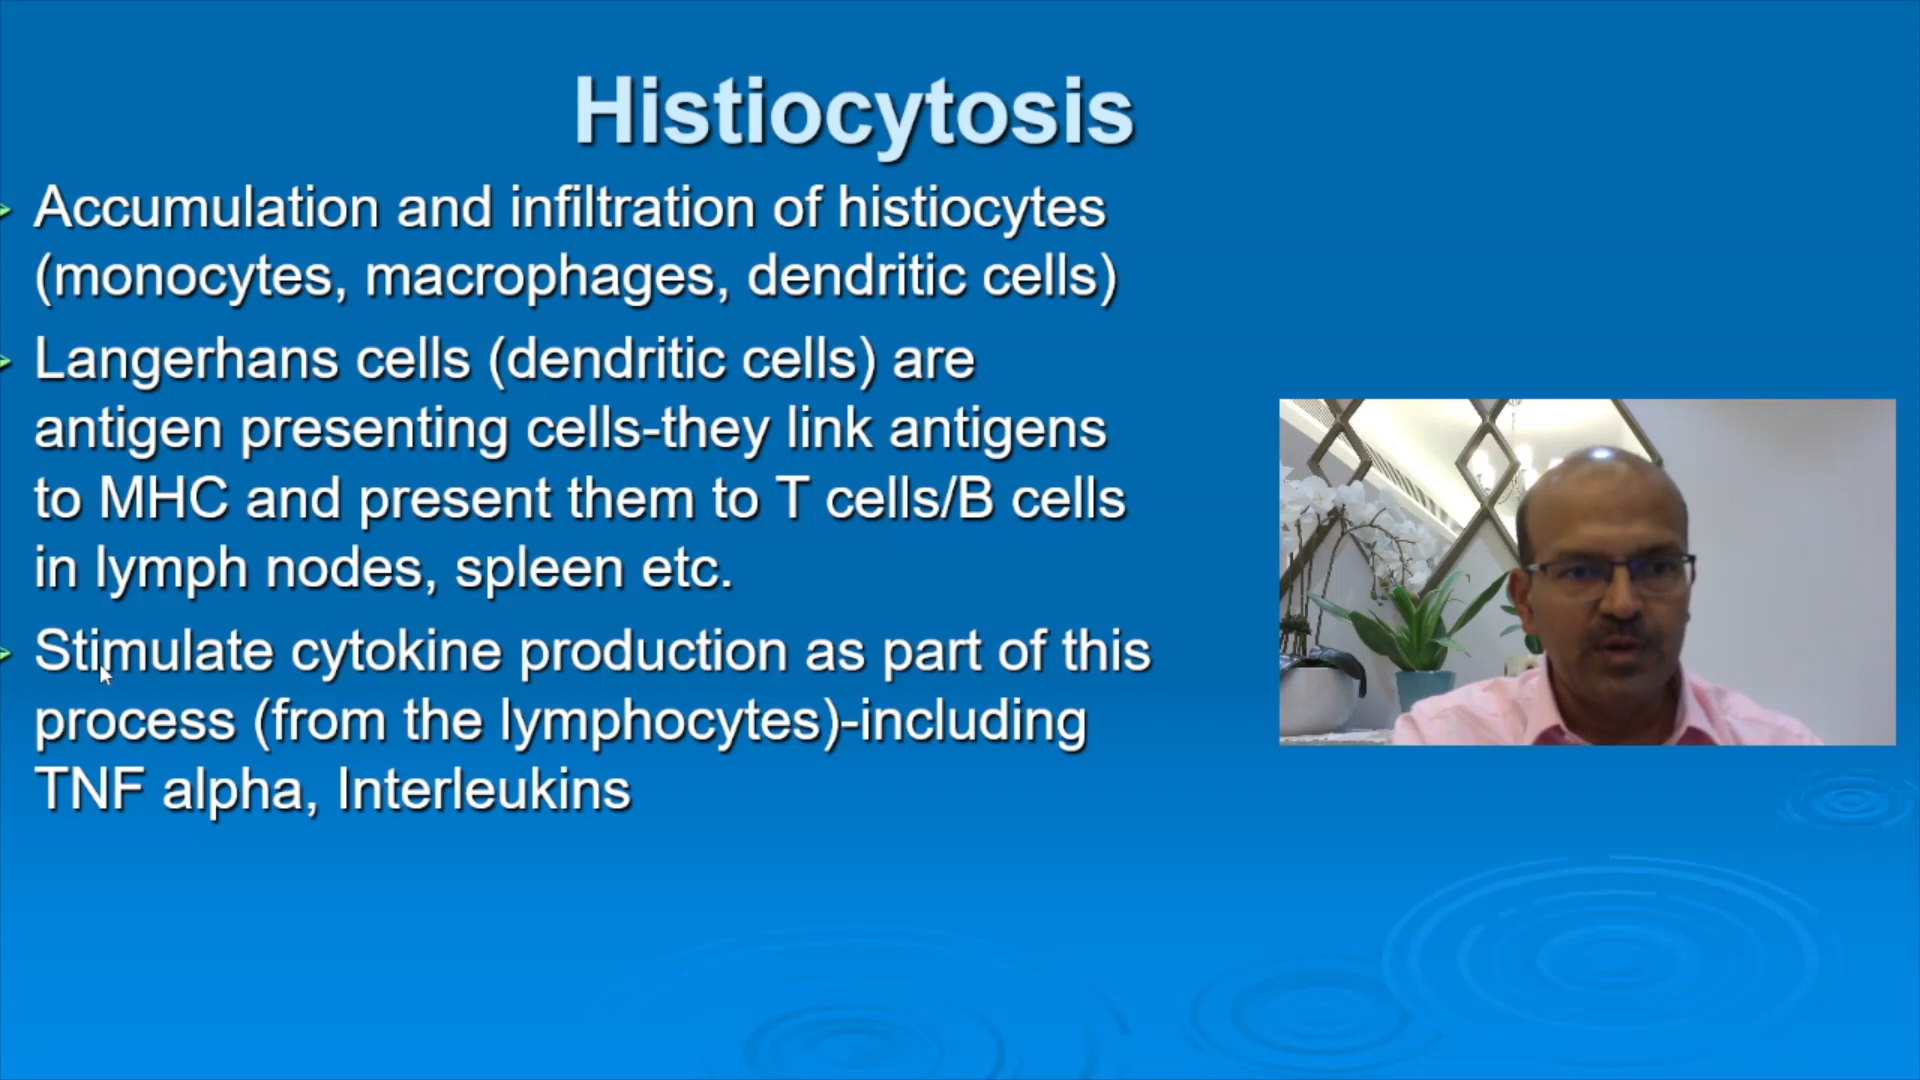 Histiocytosis
Accumulation and infiltration of histiocytes
(monocytes, macrophages, dendritic cells)
Langerhans cells (dendritic cells) are
antigen presenting cells-they link antigens
to MHC and present them to T cells/B cells
in lymph nodes, spleen etc.
Stimulate cytokine production as part of this
process (from the lymphocytes)-including
TNF alpha, Interleukins